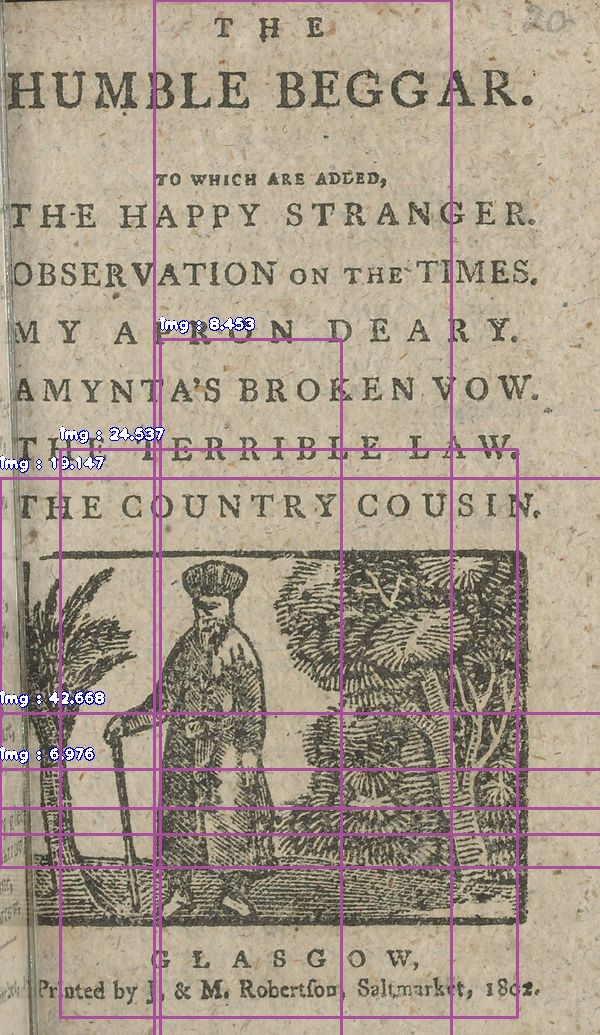 20
THE
HUMBLE BEGGAR.
TO WHICH ARE ADDED,
THE HAPPY STRANGER.
OBSERVATION ON THE TIMES.
MY APRON DEARY.
Img : 8.453
AMYNTA'S BROKEN VOW.
Img : 24.537
THE TERRIBLE LAW.
Img : 19.147
THE COUNTRY COUSIN.
Img : 42.668
Img : 6.976
GLASGOW,
Printed by J. & M. Robertſon, Saltmarket, 1802.